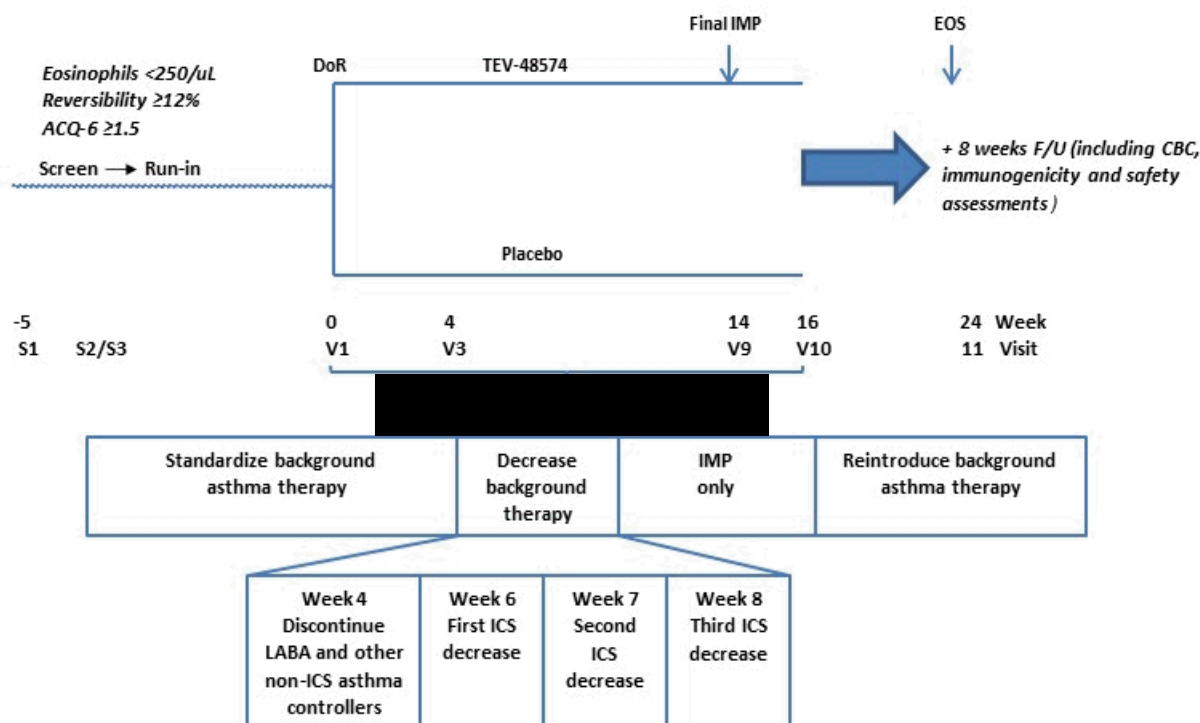 Final IMP
EOS
Eosinophils <250/uL
Reversibility ≥12%
ACQ-6 ≥1.5
DoR
TEV-48574
Screen → Run-in
+ 8 weeks F/U (including CBC,
immunogenicity and safety
assessments )
Placebo
-5 0 4 14 16 24 Week
S1 S2/S3 V1 V3 V9 V10 11 Visit
Standardize background
asthma therapy
Decrease
background
therapy
IMP
only
Reintroduce background
asthma therapy
Week 4
Discontinue
LABA and other
non-ICS asthma
controllers
Week 6
First ICS
decrease
Week 7
Second
ICS
decrease
Week 8
Third ICS
decrease